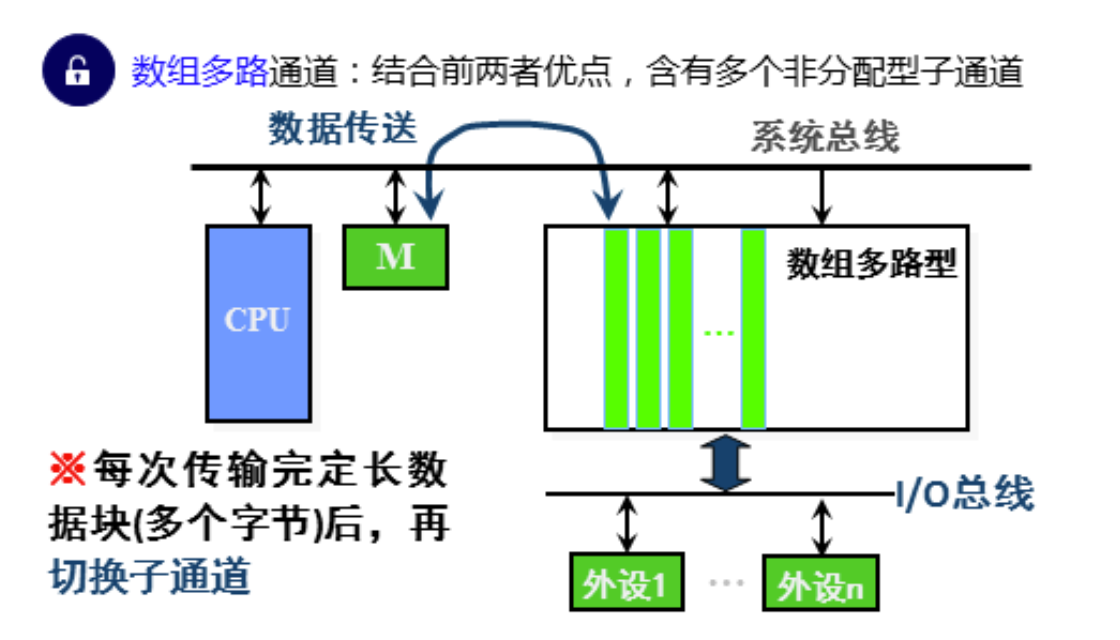 数组多路通道：结合前两者优点，含有多个非分配型子通道
数据传送
系统总线
CPU
M
数组多路型
...
※每次传输完定长数
据块(多个字节)后，再
切换子通道
I/O总线
外设1
...
外设n